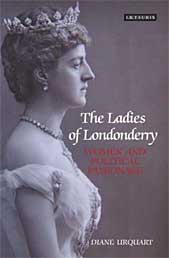 I.B.TAURIS
The Ladies
of Londonderry
WOMEN AND
POLITICAL
PATRONAGE
DIANE URQUHART